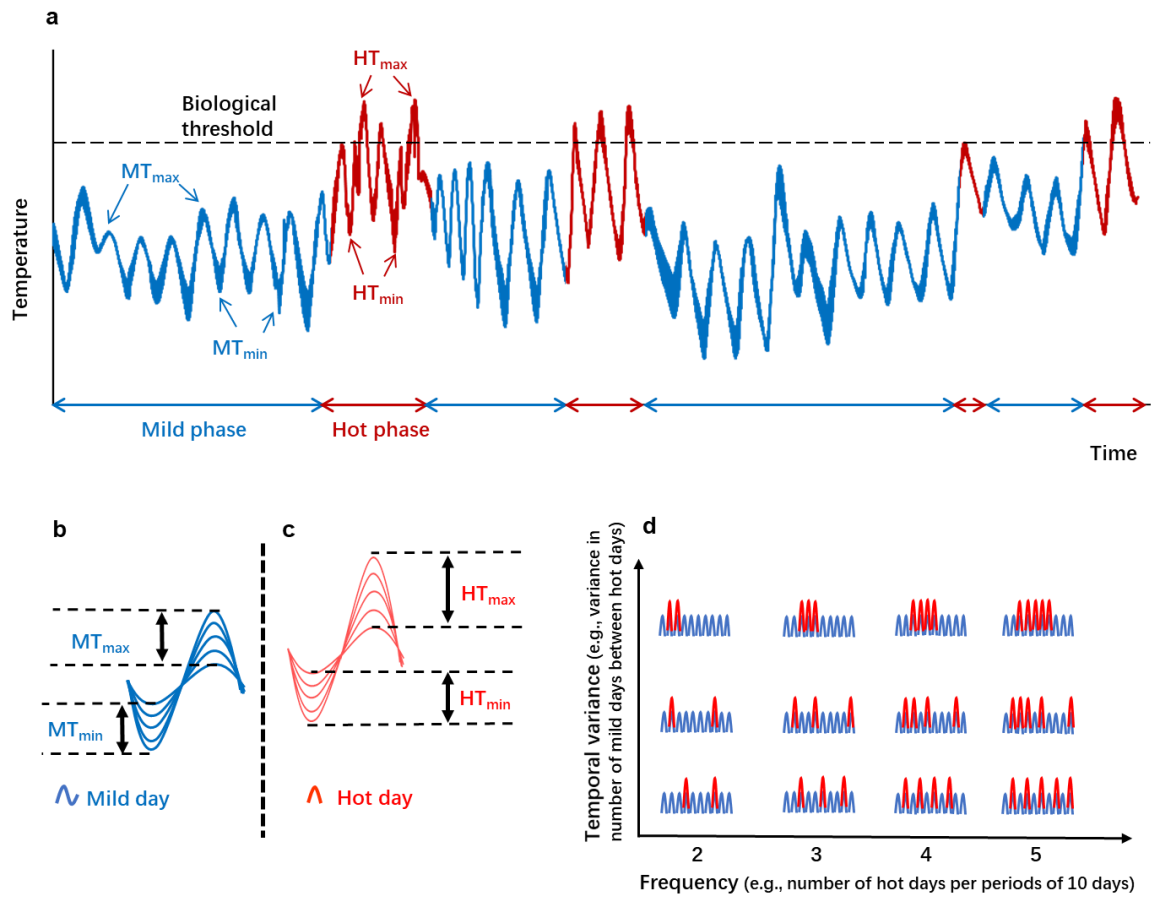 a
HTmax
Biological
threshold
MTmax
HTmin
MTmin
Temperature
Mild phase
Hot phase
Time
b
MTmax
MTmin
Mild day
c
HTmax
HTmin
Hot day
d
Temporal variance (e.g., variance in
number of mild days between hot days)
2
3
4
5
Frequency (e.g., number of hot days per periods of 10 days)